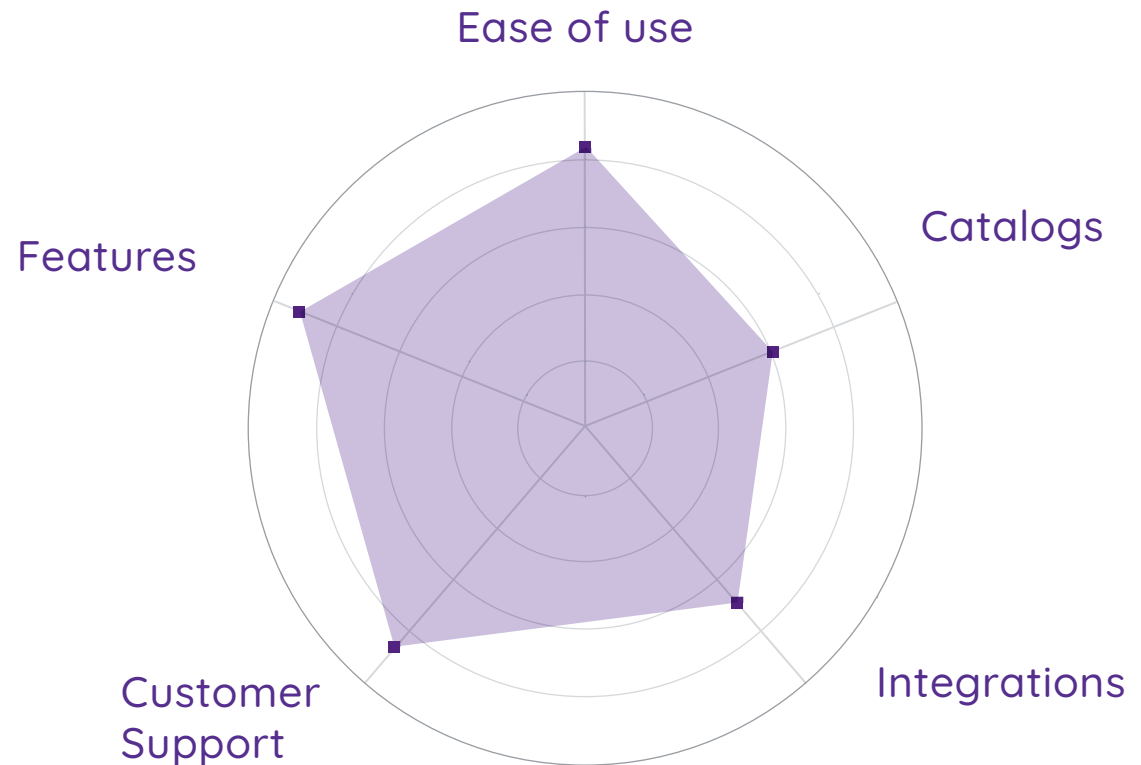 Ease of use
Catalogs
Features
Integrations
Customer
Support